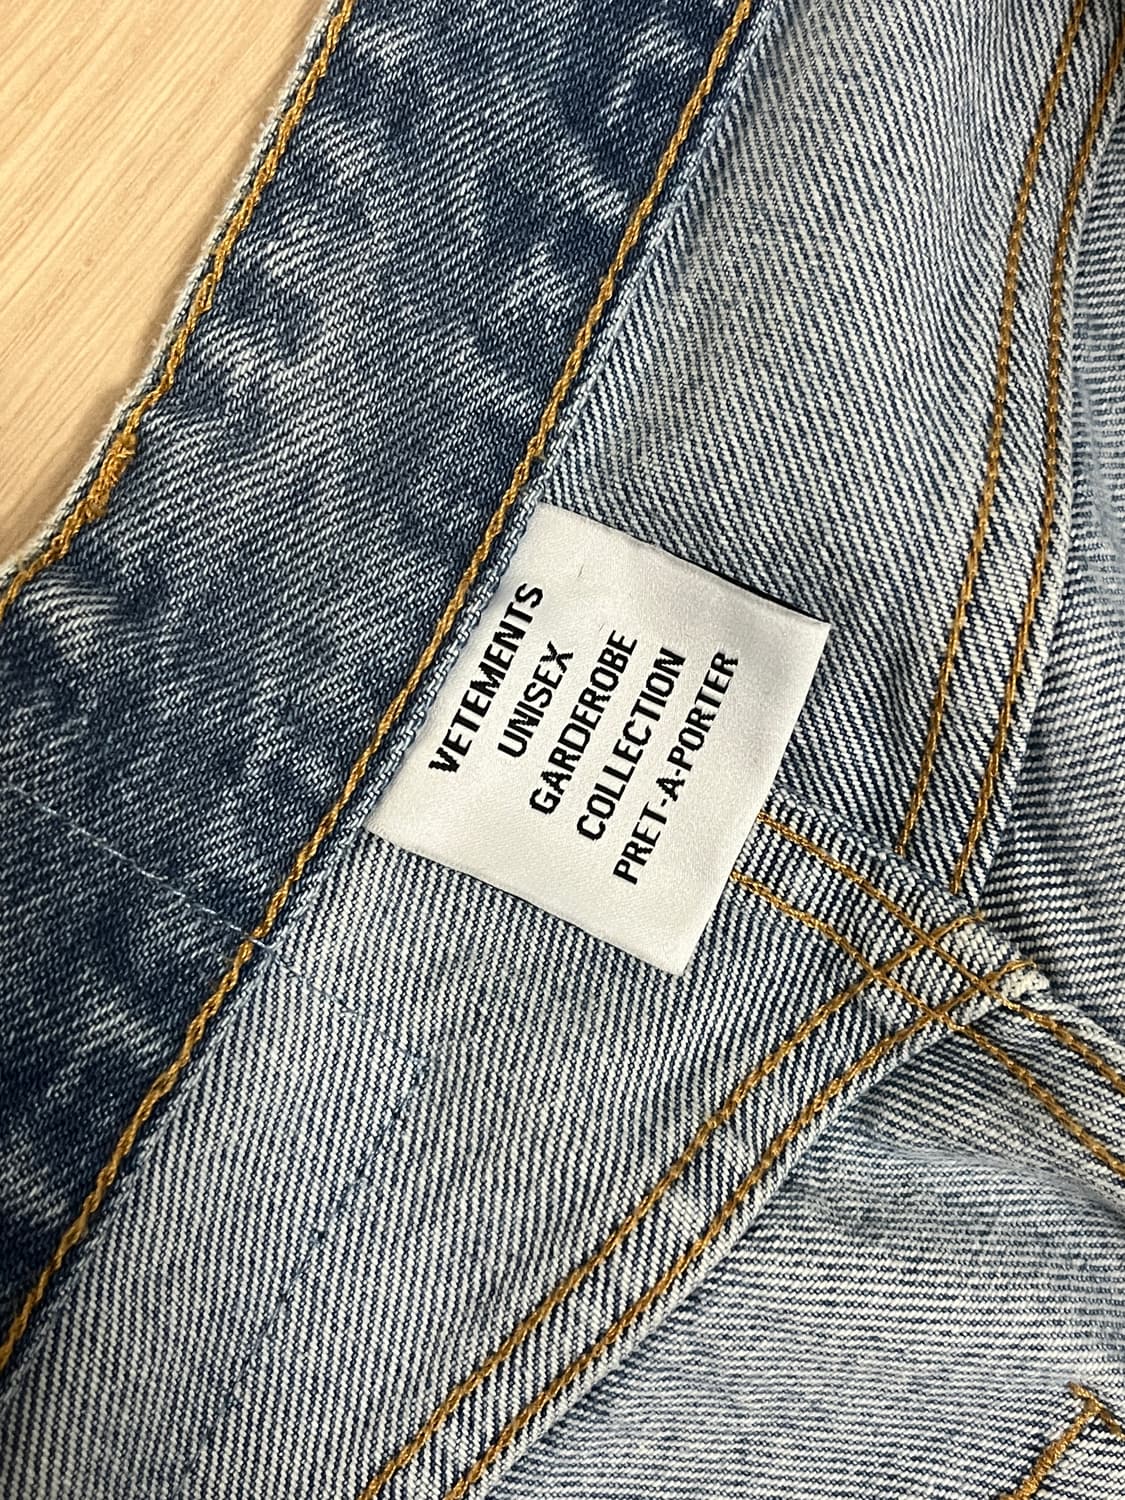 VETEMENTS
UNISEX
GARDEROBE
COLLECTION
PRET-A-PORTER